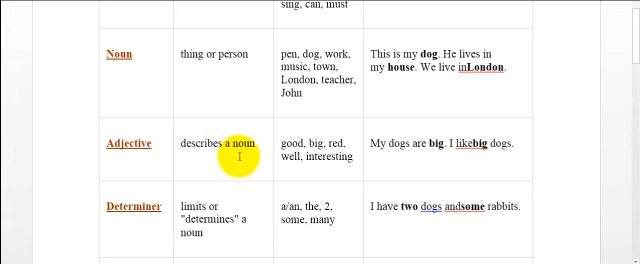 sing, can, must
Noun
thing or person
pen, dog, work,
music, town,
London, teacher,
John
This is my dog. He lives in
my house. We live inLondon.
Adjective
describes a noun
good, big, red,
well, interesting
My dogs are big. I likebig dogs.
Determiner
limits or
"determines" a
noun
a/an, the, 2,
some, many
I have two dogs andsome rabbits.